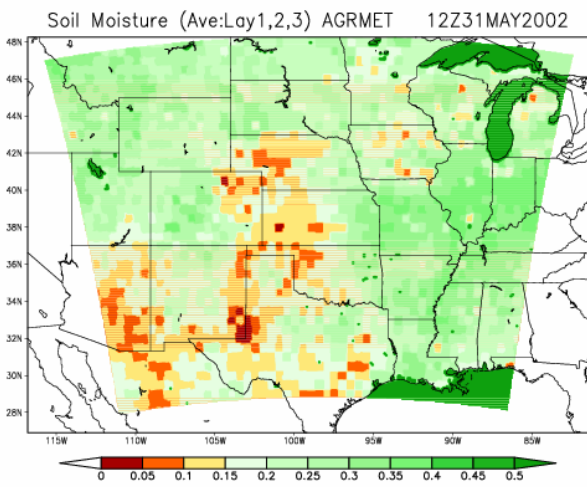 Soil Moisture (Ave:Lay1,2,3) AGRMET 12Z31MAY2002
48N
46N
44N
42N
40N
38N
36N
34N
32N
30N
28N
115W 110W 105W 100W 95W 90W 85W
0 0.05 0.1 0.15 0.2 0.25 0.3 0.35 0.4 0.45 0.5